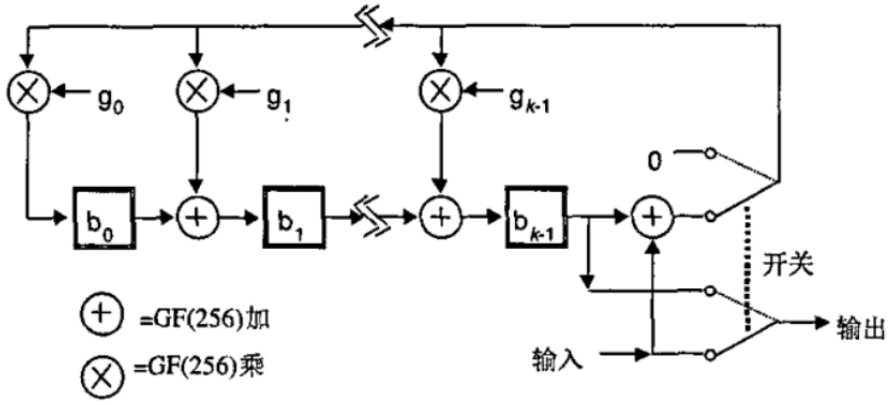 g₀
g₁
gₖ₋₁
0
b₀
b₁
bₖ₋₁
开关
=GF(256)加
输出
=GF(256)乘
输入